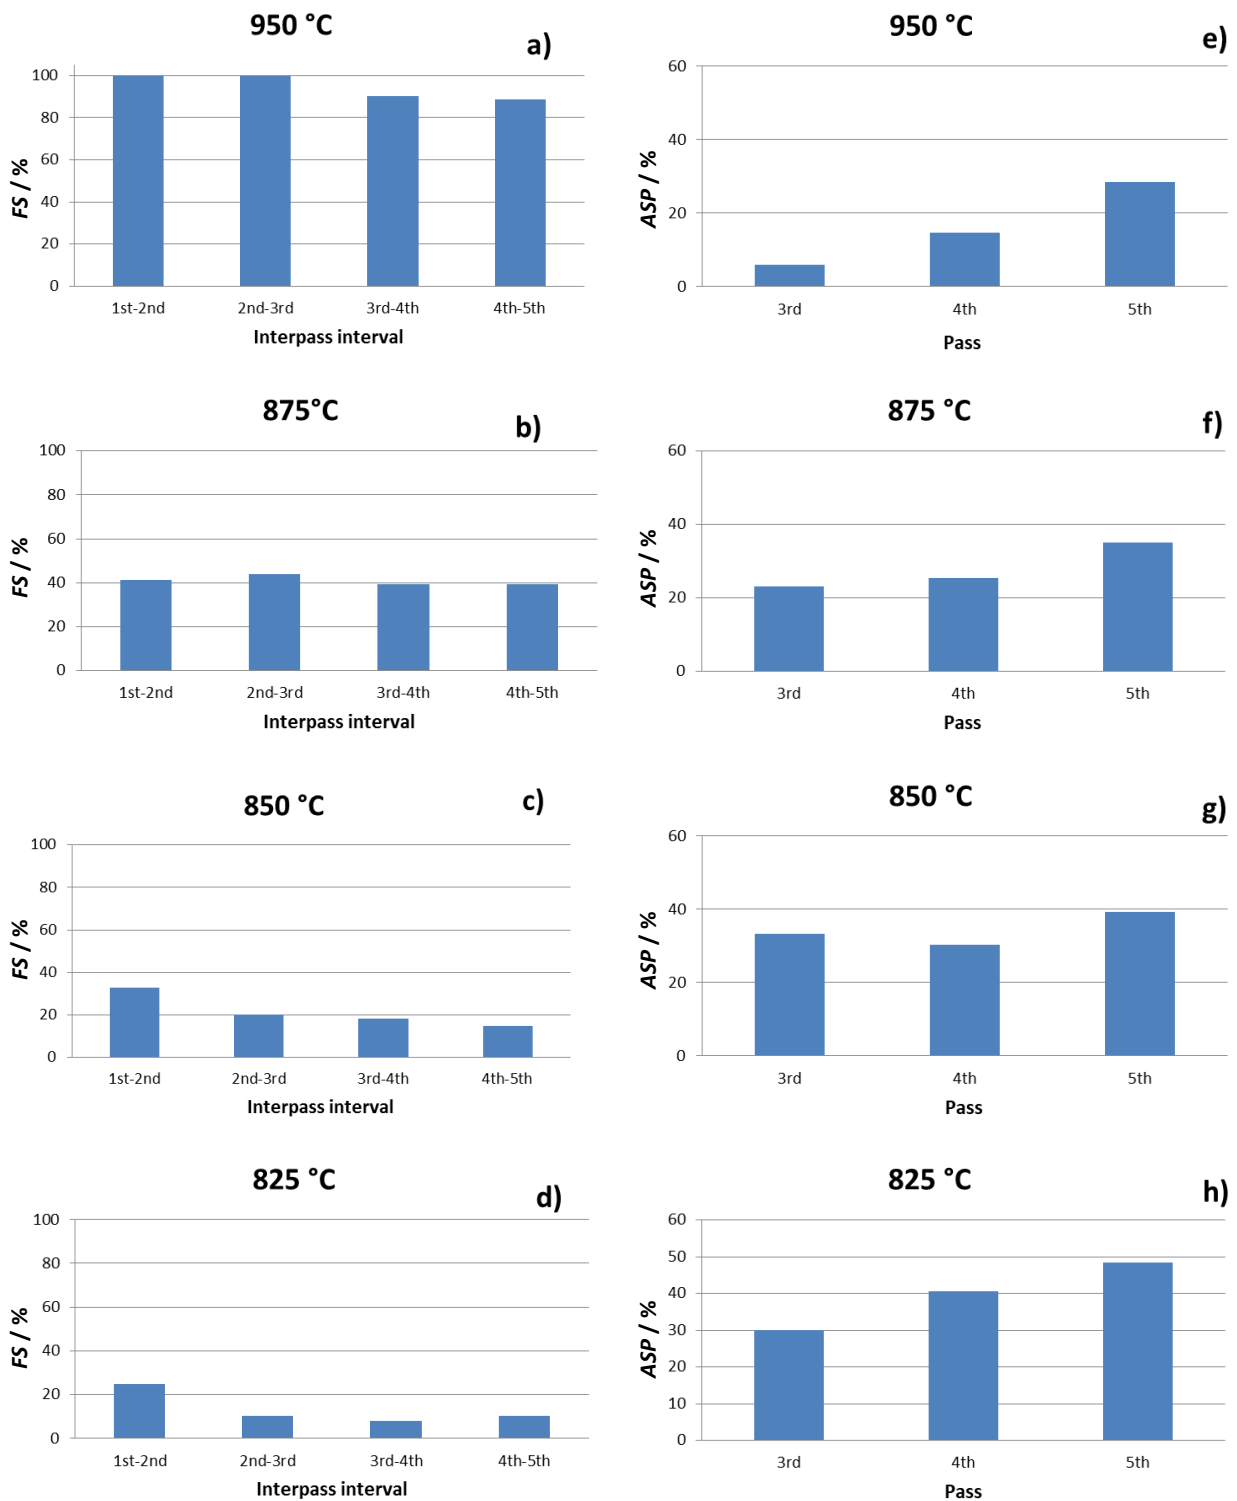 950 °C
a)
100
80
60
40
20
0
FS / %
1st-2nd 2nd-3rd 3rd-4th 4th-5th
Interpass interval
950 °C
e)
60
40
20
0
ASP / %
3rd 4th 5th
Pass
875°C
b)
100
80
60
40
20
0
FS / %
1st-2nd 2nd-3rd 3rd-4th 4th-5th
Interpass interval
875 °C
f)
60
40
20
0
ASP / %
3rd 4th 5th
Pass
850 °C
c)
100
80
60
40
20
0
FS / %
1st-2nd 2nd-3rd 3rd-4th 4th-5th
Interpass interval
850 °C
g)
60
40
20
0
ASP / %
3rd 4th 5th
Pass
825 °C
d)
100
80
60
40
20
0
FS / %
1st-2nd 2nd-3rd 3rd-4th 4th-5th
Interpass interval
825 °C
h)
60
50
40
30
20
10
0
ASP / %
3rd 4th 5th
Pass